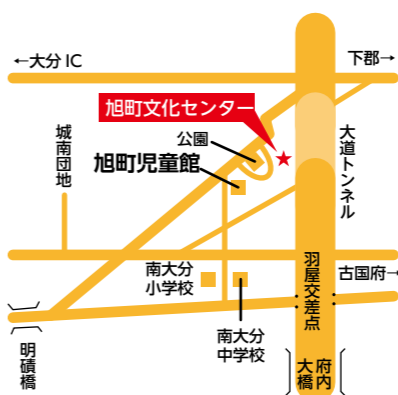 ←大分IC
下郡→
旭町文化センター
公園
旭町児童館
城南団地
大道トンネル
南大分
小学校
羽屋交差点
古国府→
南大分
中学校
明磧橋
府内
大橋